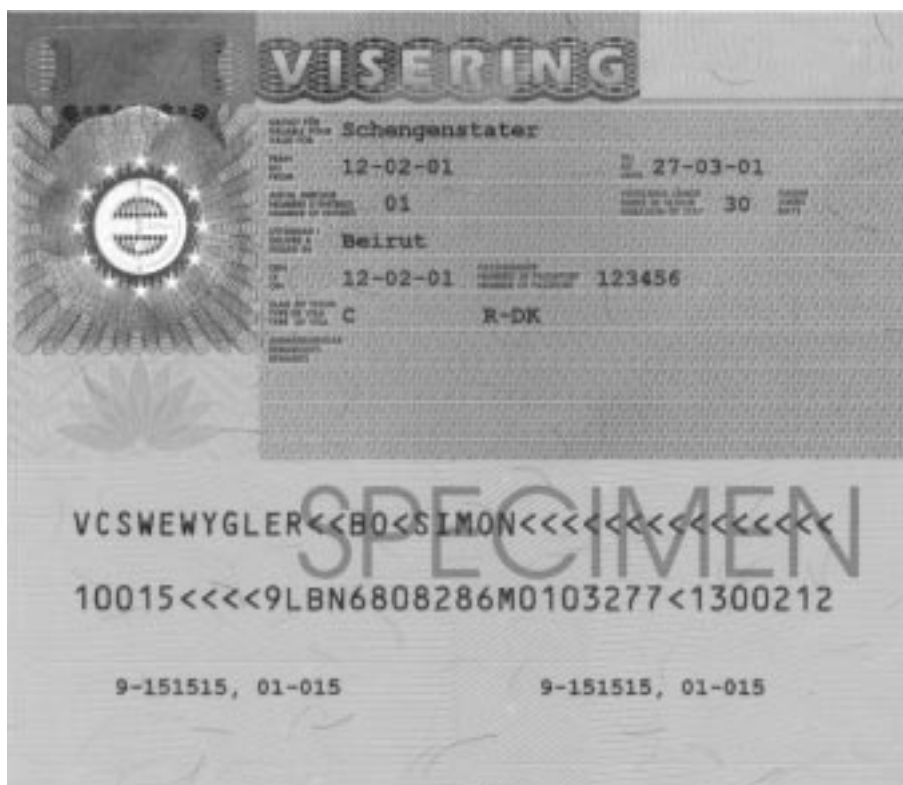 VISERING
Schengenstater
12-02-01 27-03-01
01 30
Beirut
12-02-01 123456
C R-DK
SPECIMEN
VCSWEWYGLER<<BO<SIMON<<<<<<<<<<<<<<<
10015<<<<9LBN6808286M0103277<1300212
9-151515, 01-015 9-151515, 01-015